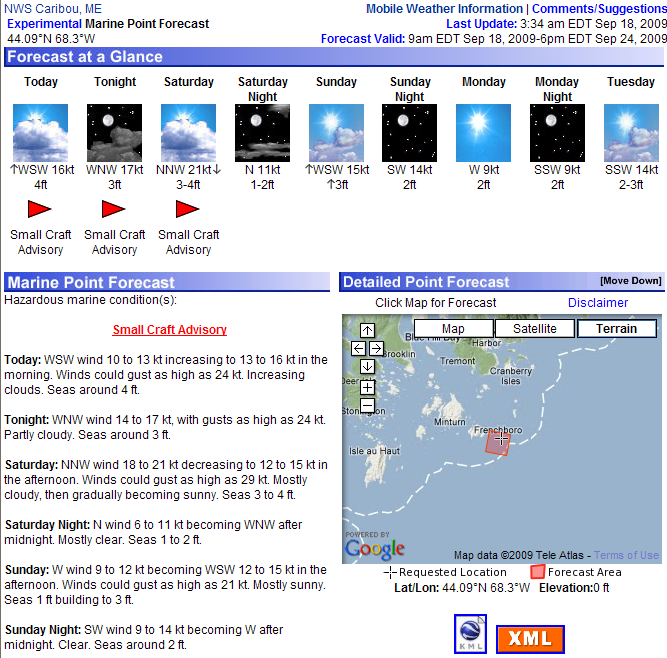 NWS Caribou, ME
Mobile Weather Information | Comments/Suggestions
Experimental Marine Point Forecast
Last Update: 3:34 am EDT Sep 18, 2009
44.09°N 68.3°W
Forecast Valid: 9am EDT Sep 18, 2009-6pm EDT Sep 24, 2009
Forecast at a Glance
Today Tonight Saturday Saturday Night Sunday Sunday Night Monday Monday Night Tuesday
↑WSW 16kt WNW 17kt NNW 21kt↓ N 11kt ↑WSW 15kt SW 14kt W 9kt SSW 9kt SSW 14kt
4ft 3ft 3-4ft 1-2ft ↑3ft 2ft 2ft 2ft 2-3ft
Small Craft Advisory Small Craft Advisory Small Craft Advisory
Marine Point Forecast
Hazardous marine condition(s):
Small Craft Advisory
Today: WSW wind 10 to 13 kt increasing to 13 to 16 kt in the
morning. Winds could gust as high as 24 kt. Increasing
clouds. Seas around 4 ft.
Tonight: WNW wind 14 to 17 kt, with gusts as high as 24 kt.
Partly cloudy. Seas around 3 ft.
Saturday: NNW wind 18 to 21 kt decreasing to 12 to 15 kt in
the afternoon. Winds could gust as high as 29 kt. Mostly
cloudy, then gradually becoming sunny. Seas 3 to 4 ft.
Saturday Night: N wind 6 to 11 kt becoming WNW after
midnight. Mostly clear. Seas 1 to 2 ft.
Sunday: W wind 9 to 12 kt becoming WSW 12 to 15 kt in the
afternoon. Winds could gust as high as 21 kt. Mostly sunny.
Seas 1 ft building to 3 ft.
Sunday Night: SW wind 9 to 14 kt becoming W after
midnight. Clear. Seas around 2 ft.
Detailed Point Forecast
[Move Down]
Click Map for Forecast Disclaimer
Map Satellite Terrain
Harbor
Brooklin
Tremont
Cranberry
Isles
Minturn
Frenchboro
Isle au Haut
POWERED BY
Google
Map data ©2009 Tele Atlas - Terms of Use
Requested Location Forecast Area
Lat/Lon: 44.09°N 68.3°W Elevation:0 ft
KML
XML